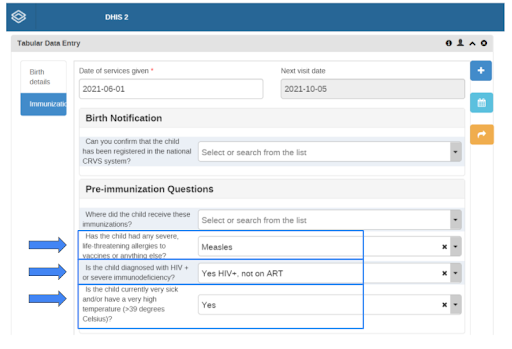 DHIS 2
Tabular Data Entry
Birth
details
Immunizatic
Date of services given *
Next visit date
2021-06-01
2021-10-05
Birth Notification
Can you confirm that the child
has been registered in the national
CRVS system?
Select or search from the list
Pre-immunization Questions
Where did the child receive these
immunizations?
Select or search from the list
Has the child had any severe,
life-threatening allergies to
vaccines or anything else?
Measles
Is the child diagnosed with HIV +
or severe immunodeficiency?
Yes HIV+, not on ART
Is the child currently very sick
and/or have a very high
temperature (>39 degrees
Celsius)?
Yes